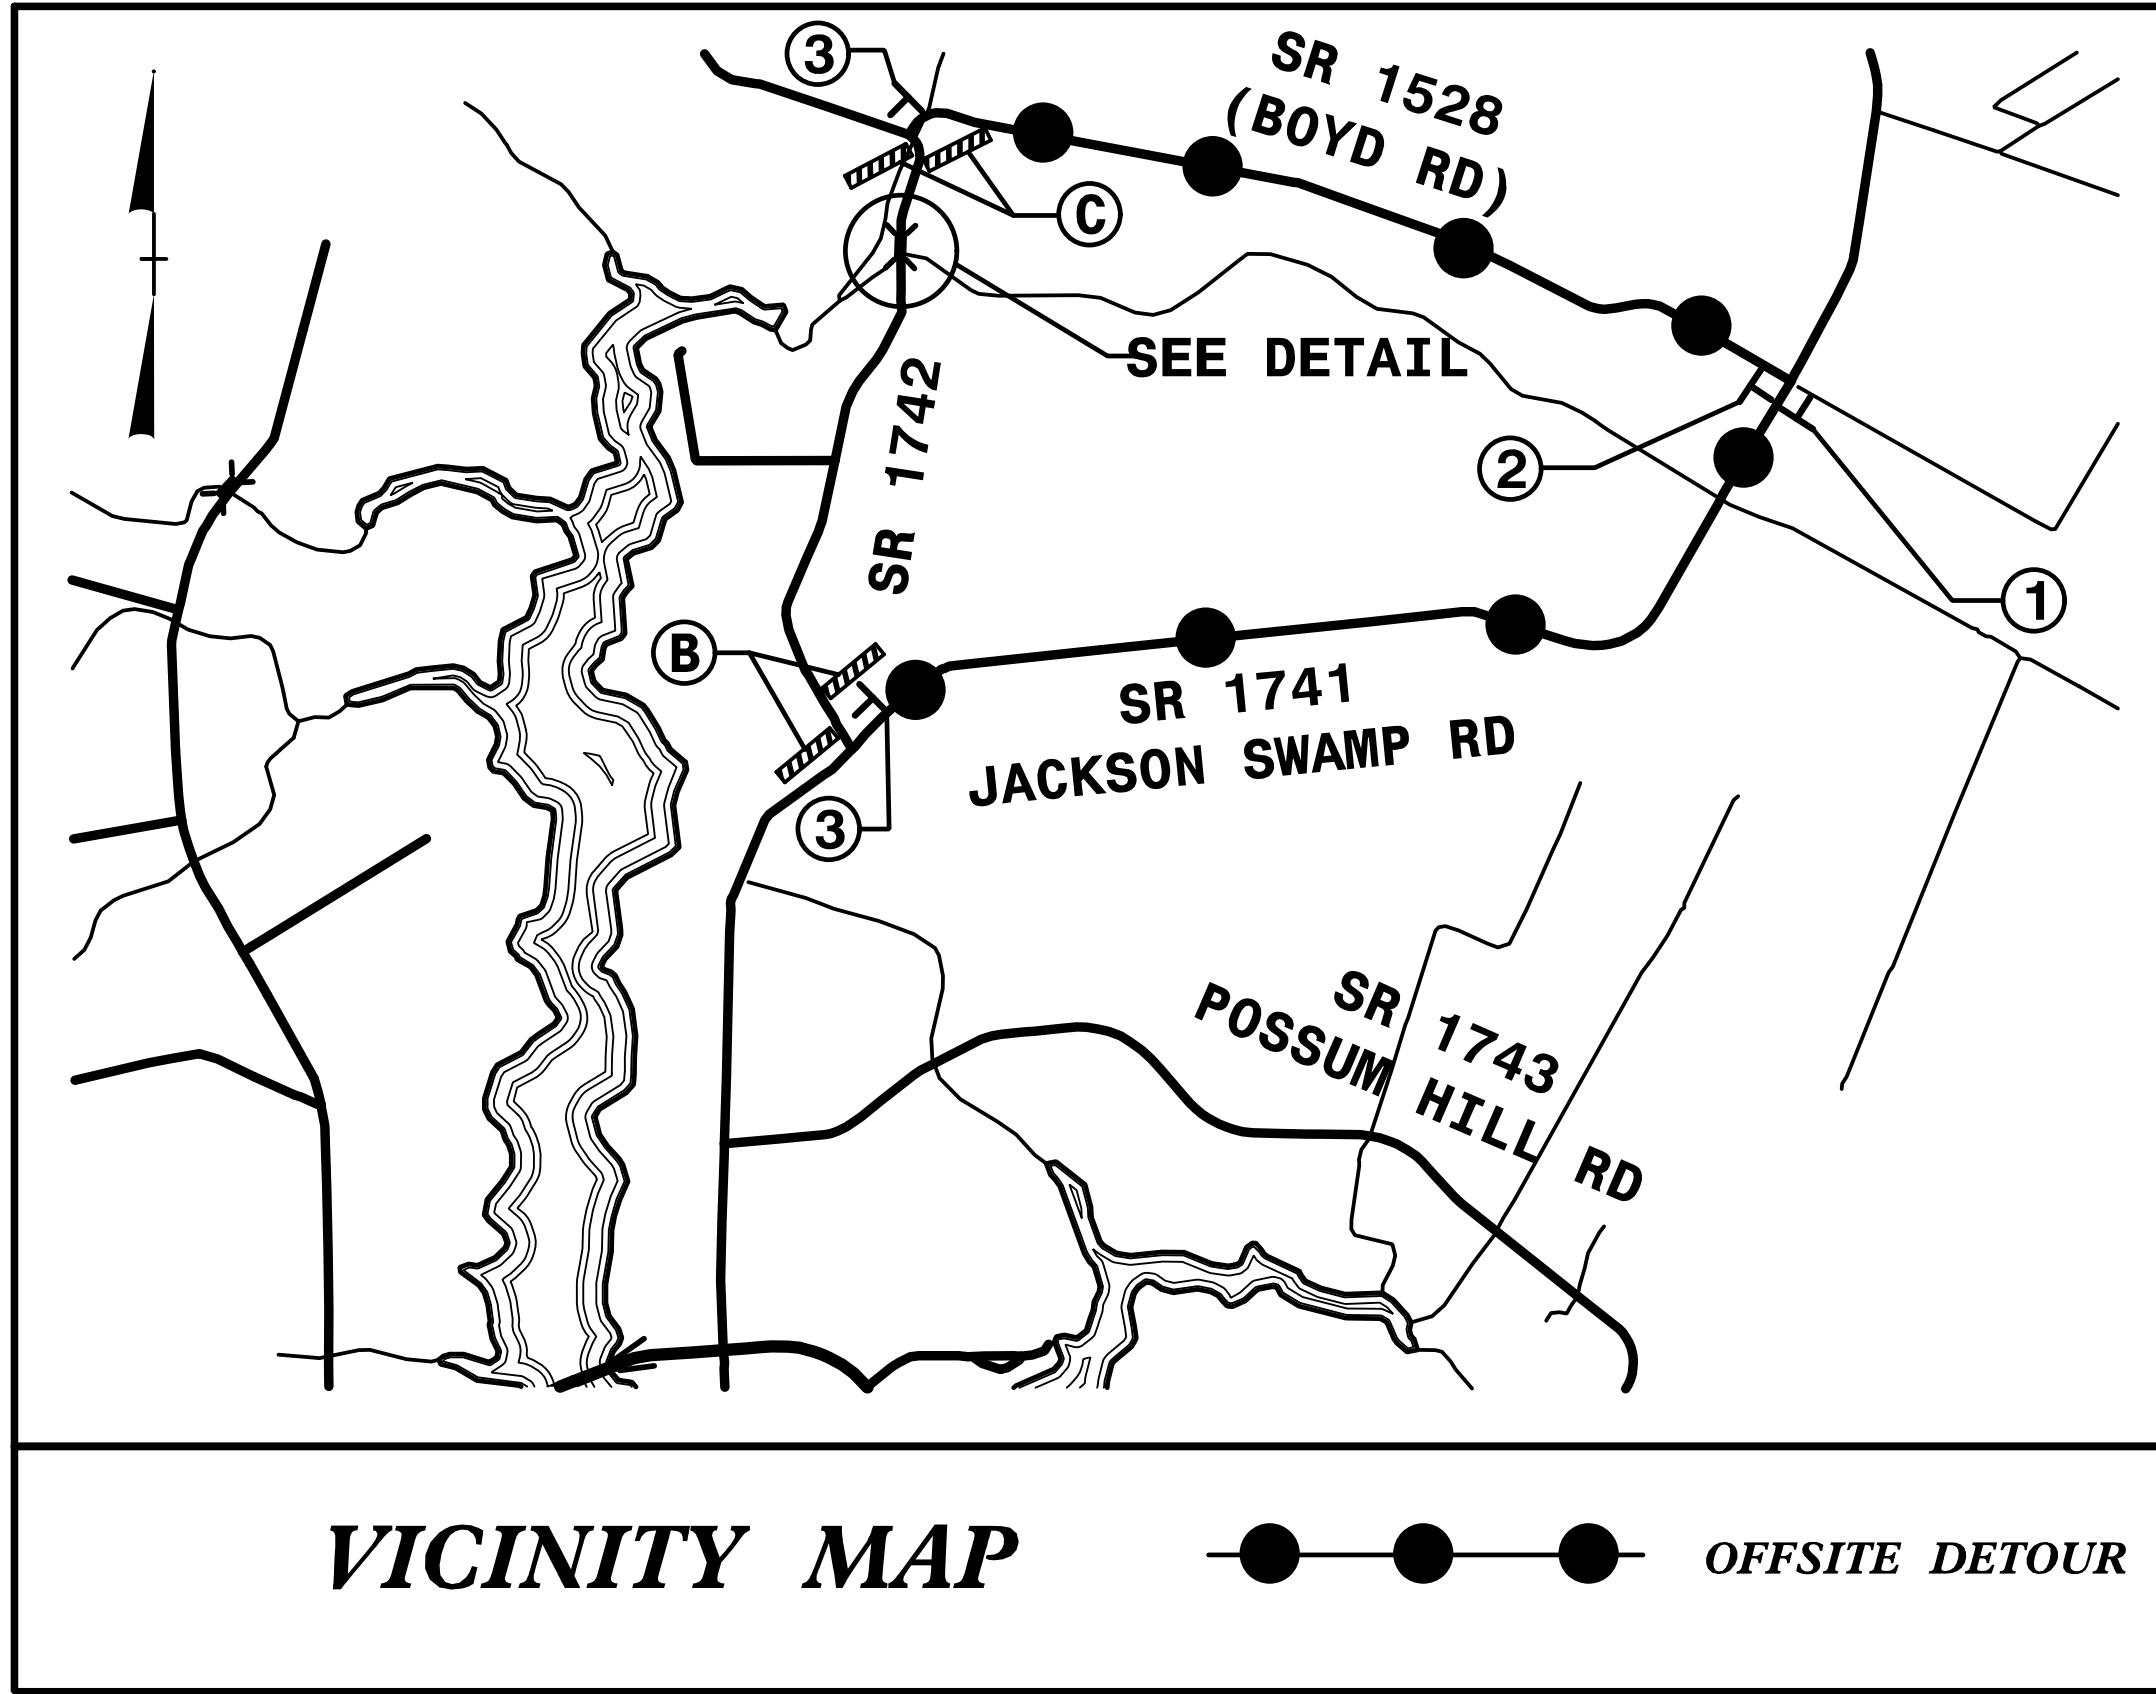 3
SR 1528
(BOYD RD)
C
SEE DETAIL
SR 1742
2
1
B
SR 1741
JACKSON SWAMP RD
3
SR 1743
POSSUM HILL RD
VICINITY MAP
OFFSITE DETOUR